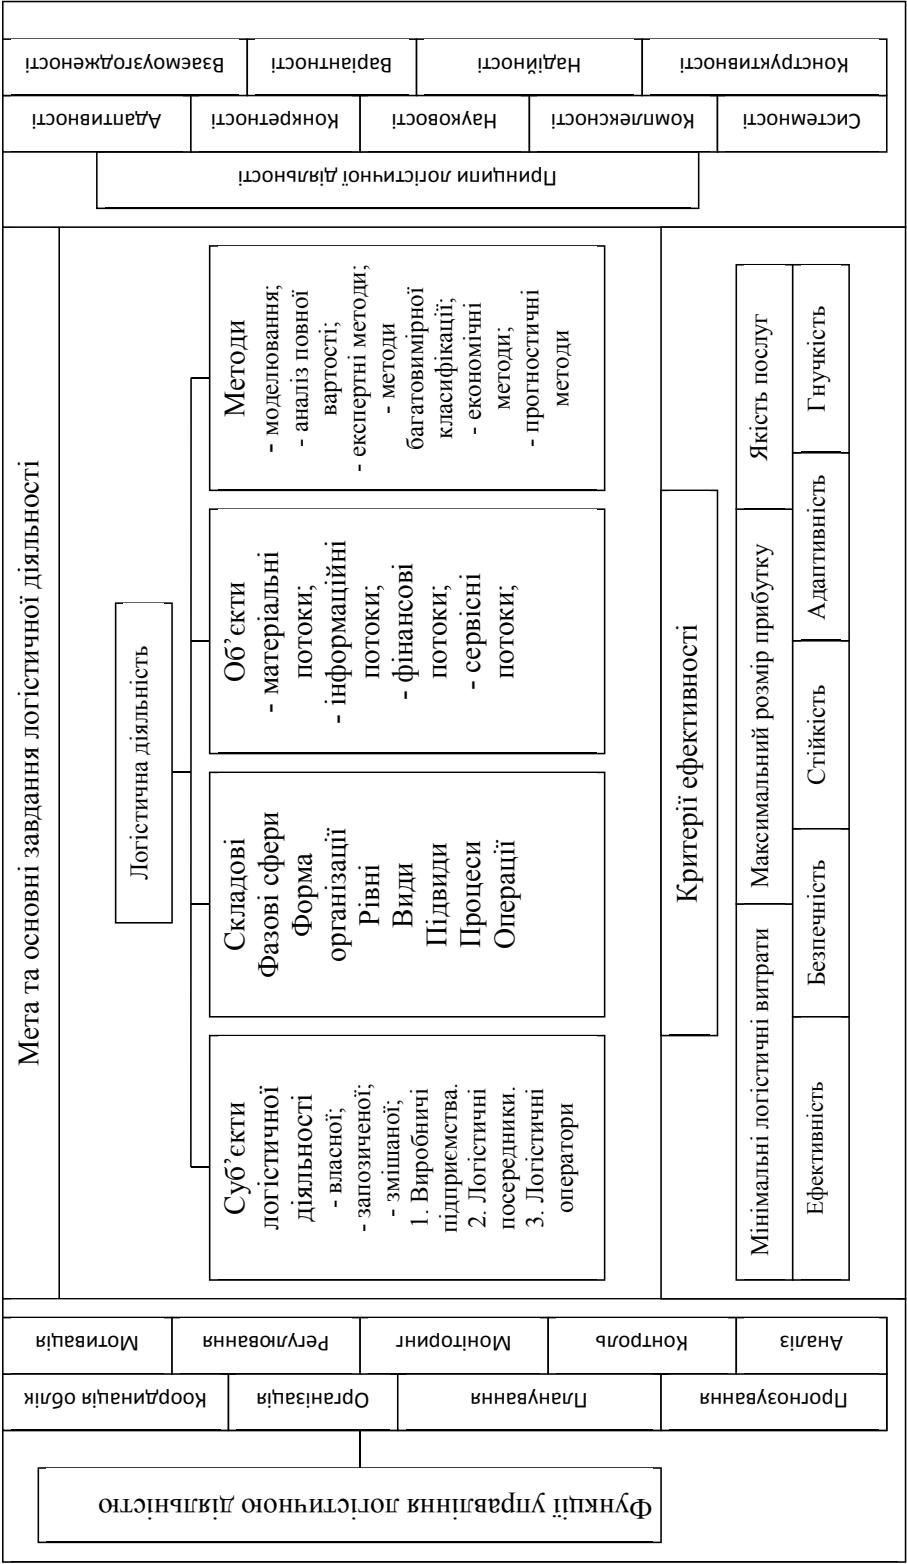 Мета та основні завдання логістичної діяльності
Функції управління логістичною діяльністю
Координація облік
Організація
Планування
Прогнозування
Мотивація
Регулювання
Моніторинг
Контроль
Аналіз
Логістична діяльність
Суб’єкти
логістичної
діяльності
- власної;
- запозиченої;
- змішаної;
1. Виробничі
підприємства.
2. Логістичні
посередники.
3. Логістичні
оператори
Складові
Фазові сфери
Форма
організації
Рівні
Види
Підвиди
Процеси
Операції
Об’єкти
- матеріальні
потоки;
- інформаційні
потоки;
- фінансові
потоки;
- сервісні
потоки;
Методи
- моделювання;
- аналіз повної
вартості;
- експертні методи;
- методи
багатовимірної
класифікації;
- економічні
методи;
- прогностичні
методи
Критерії ефективності
Мінімальні логістичні витрати
Максимальний розмір прибутку
Якість послуг
Ефективність
Безпечність
Стійкість
Адаптивність
Гнучкість
Принципи логістичної діяльності
Адаптивності
Конкретності
Науковості
Комплексності
Системності
Взаємоузгодженості
Варіантності
Надійності
Конструктивності